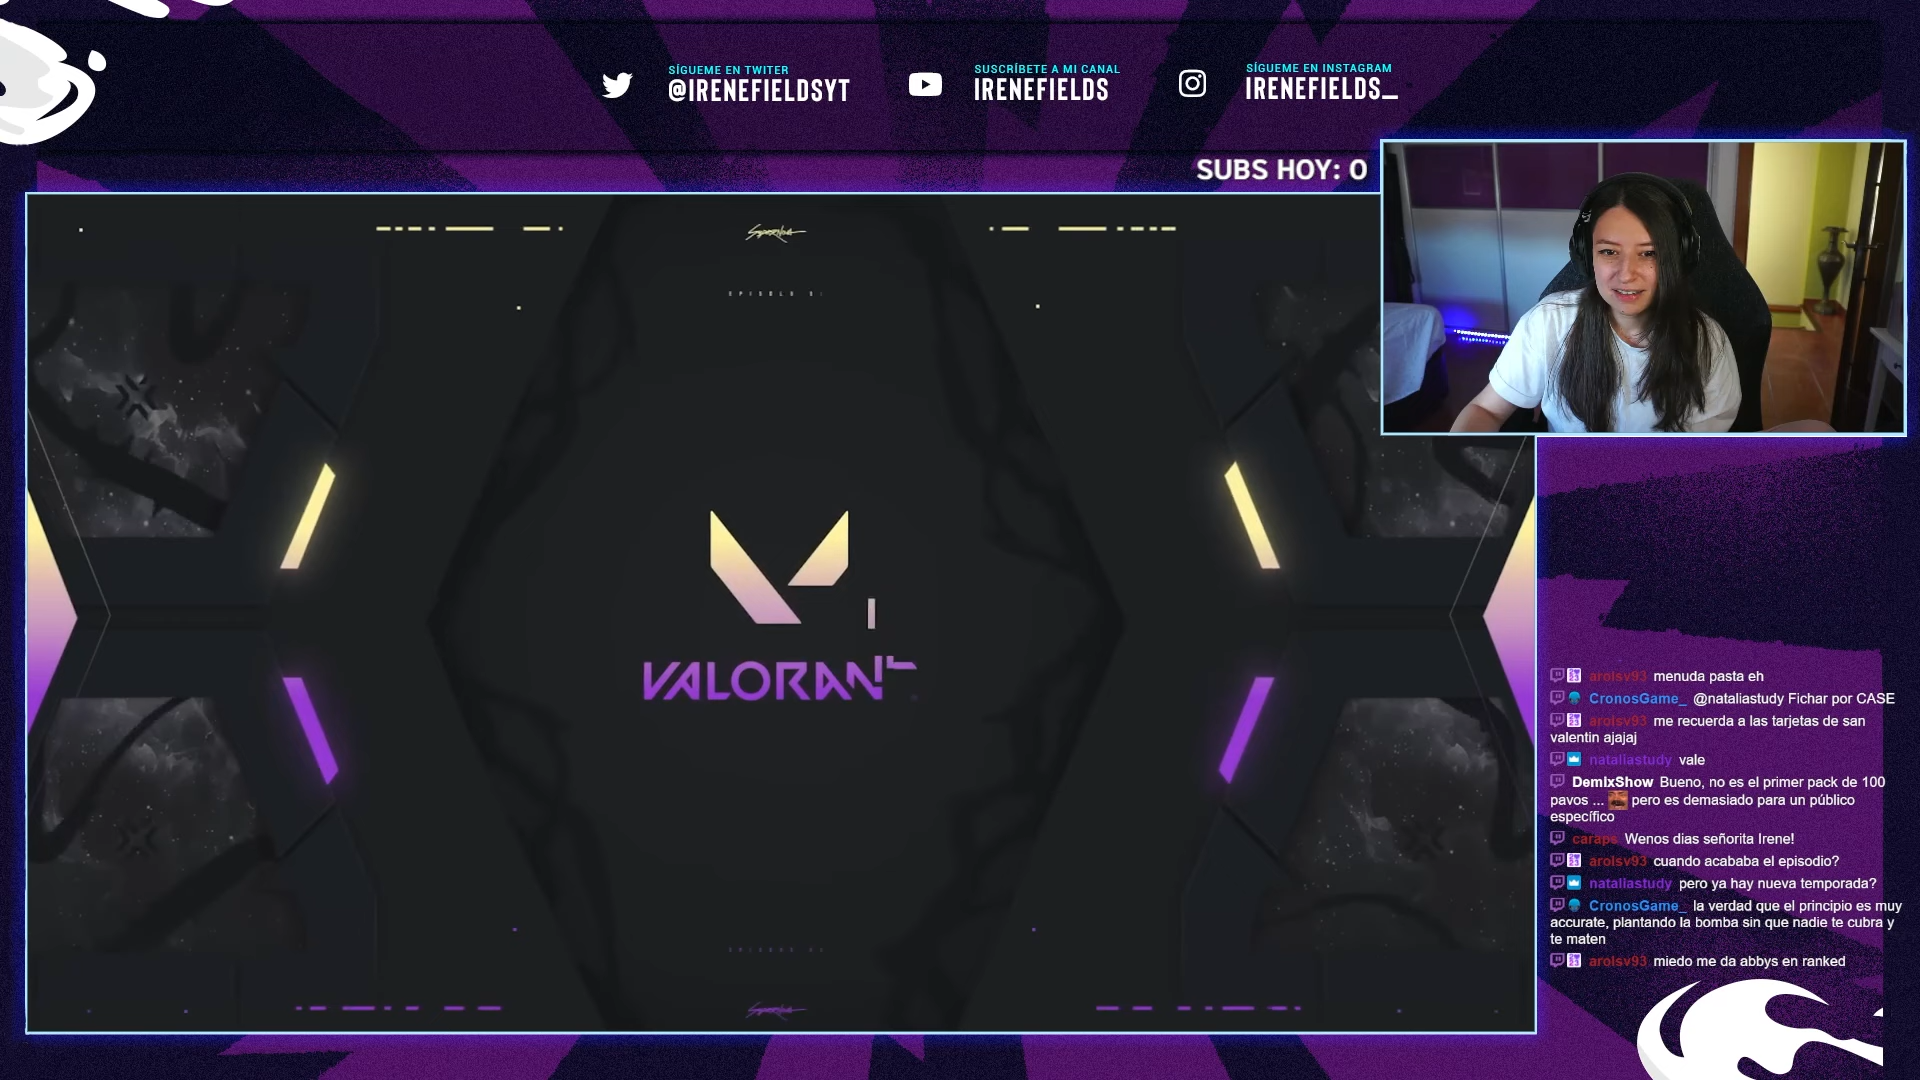 SÍGUEME EN TWITER
@IRENEFIELDSYT
SUSCRÍBETE A MI CANAL
IRENEFIELDS
SÍGUEME EN INSTAGRAM
IRENEFIELDS_
SUBS HOY: 0
VALORANT
arolsv93 menuda pasta eh
CronosGame_ @nataliastudy Fichar por CASE
arolsv93 me recuerda a las tarjetas de san
valentin ajajaj
nataliastudy vale
DemixShow Bueno, no es el primer pack de 100
pavos ... pero es demasiado para un público
específico
caraps Wenos dias señorita Irene!
arolsv93 cuando acababa el episodio?
nataliastudy pero ya hay nueva temporada?
CronosGame_ la verdad que el principio es muy
accurate, plantando la bomba sin que nadie te cubra y
te maten
arolsv93 miedo me da abbys en ranked